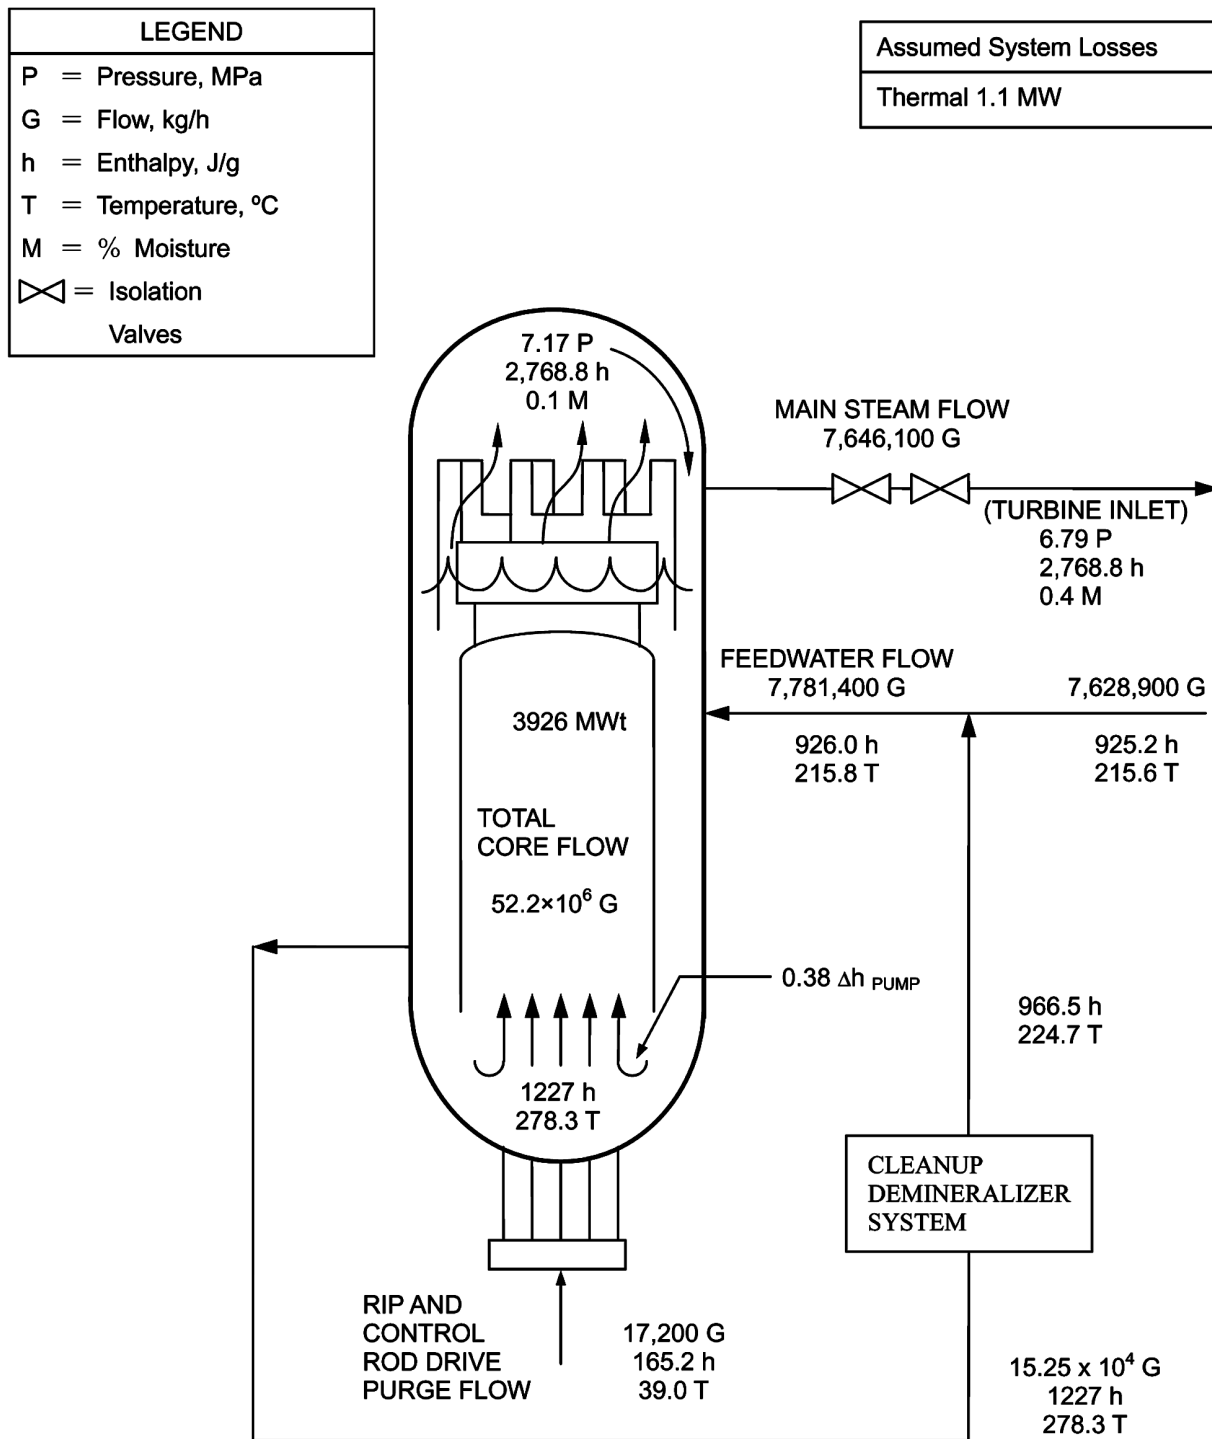 LEGEND
P = Pressure, MPa
G = Flow, kg/h
h = Enthalpy, J/g
T = Temperature, ºC
M = % Moisture
= Isolation
Valves
Assumed System Losses
Thermal 1.1 MW
7.17 P
2,768.8 h
0.1 M
MAIN STEAM FLOW
7,646,100 G
(TURBINE INLET)
6.79 P
2,768.8 h
0.4 M
FEEDWATER FLOW
7,781,400 G
7,628,900 G
926.0 h
215.8 T
925.2 h
215.6 T
3926 MWt
TOTAL
CORE FLOW
52.2×10⁶ G
0.38 Δh PUMP
966.5 h
224.7 T
1227 h
278.3 T
CLEANUP
DEMINERALIZER
SYSTEM
RIP AND
CONTROL
ROD DRIVE
PURGE FLOW
17,200 G
165.2 h
39.0 T
15.25 x 10⁴ G
1227 h
278.3 T